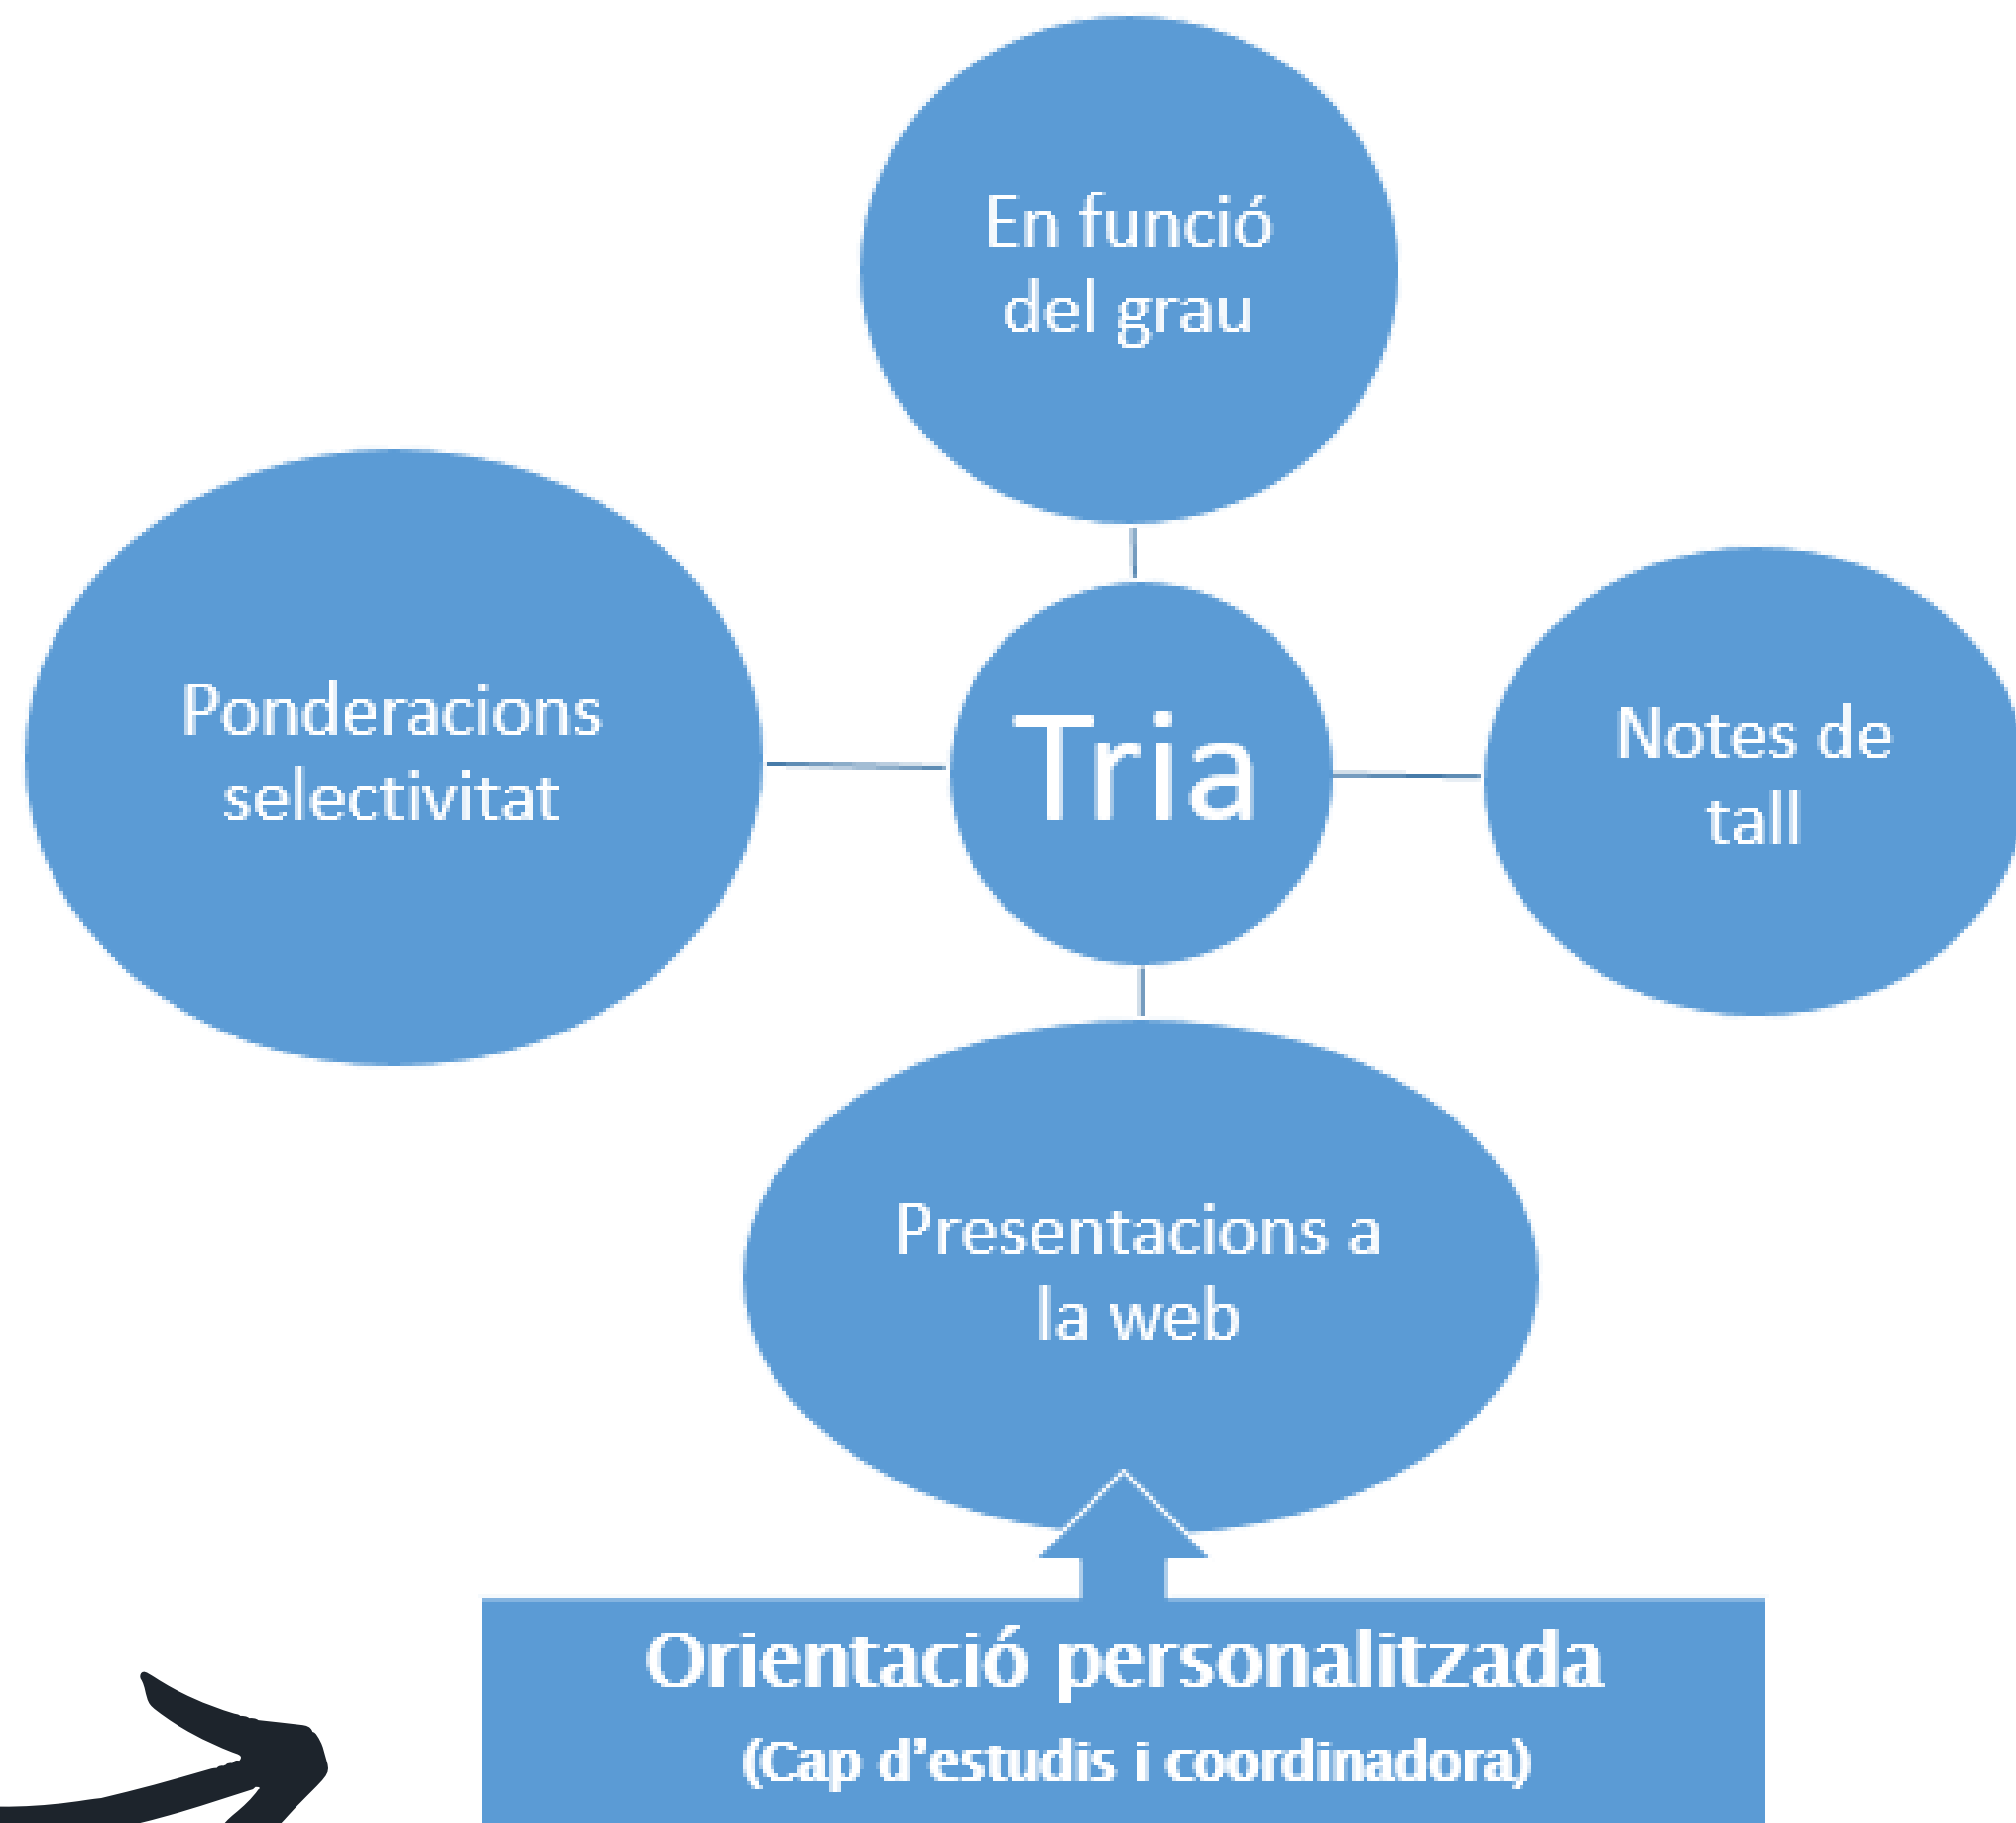 En funció
del grau
Ponderacions
selectivitat
Tria
Notes de
tall
Presentacions a
la web
Orientació personalitzada
(Cap d'estudis i coordinadora)